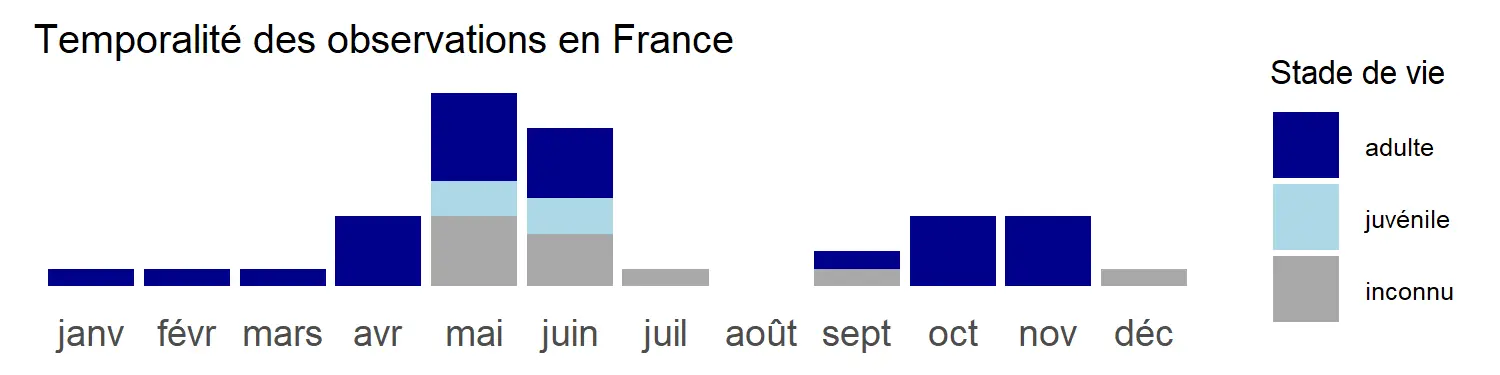 Temporalité des observations en France
Stade de vie
adulte
juvénile
inconnu
janv févr mars avr mai juin juil août sept oct nov déc